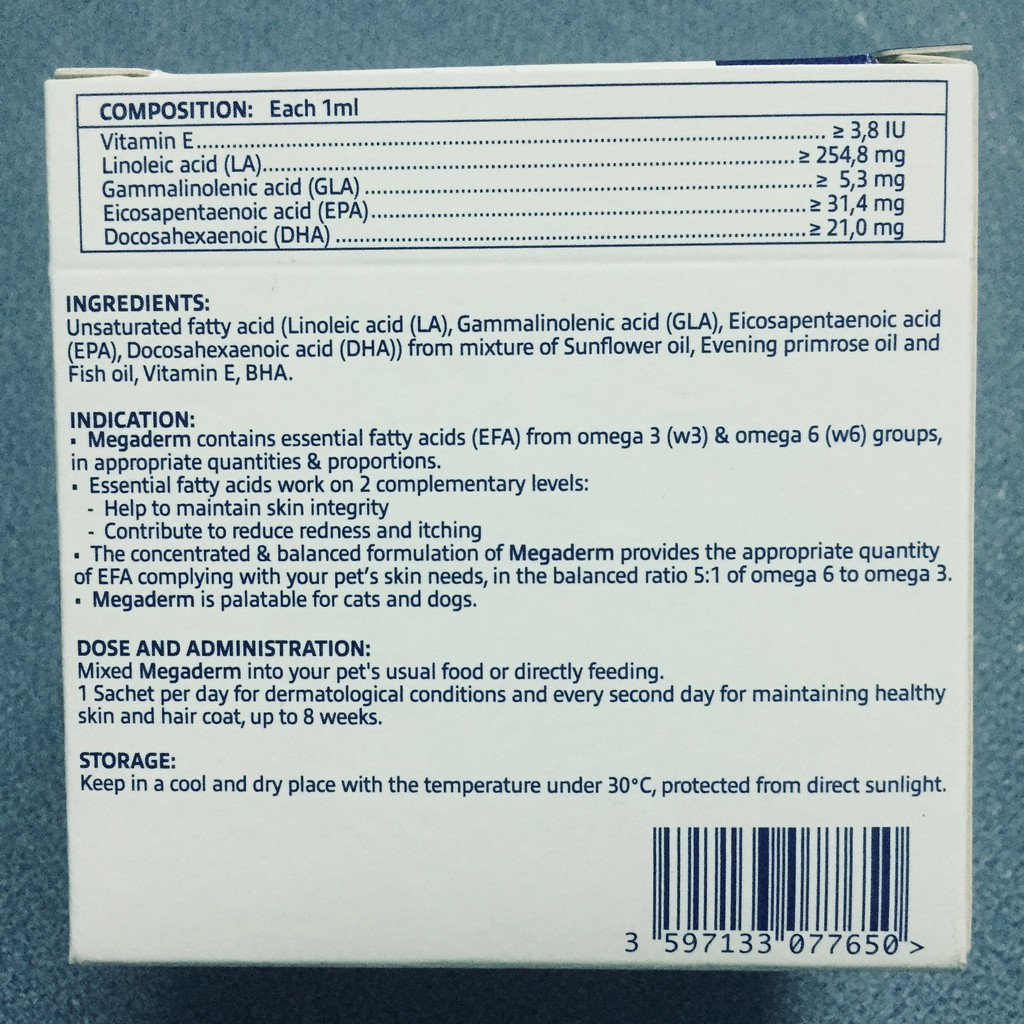 COMPOSITION: Each 1ml
Vitamin E.......... ≥ 3,8 IU
Linoleic acid (LA).......... ≥ 254,8 mg
Gammalinolenic acid (GLA).......... ≥ 5,3 mg
Eicosapentaenoic acid (EPA).......... ≥ 31,4 mg
Docosahexaenoic (DHA).......... ≥ 21,0 mg
INGREDIENTS:
Unsaturated fatty acid (Linoleic acid (LA), Gammalinolenic acid (GLA), Eicosapentaenoic acid
(EPA), Docosahexaenoic acid (DHA)) from mixture of Sunflower oil, Evening primrose oil and
Fish oil, Vitamin E, BHA.
INDICATION:
▪ Megaderm contains essential fatty acids (EFA) from omega 3 (w3) & omega 6 (w6) groups,
in appropriate quantities & proportions.
▪ Essential fatty acids work on 2 complementary levels:
- Help to maintain skin integrity
- Contribute to reduce redness and itching
▪ The concentrated & balanced formulation of Megaderm provides the appropriate quantity
of EFA complying with your pet's skin needs, in the balanced ratio 5:1 of omega 6 to omega 3.
▪ Megaderm is palatable for cats and dogs.
DOSE AND ADMINISTRATION:
Mixed Megaderm into your pet's usual food or directly feeding.
1 Sachet per day for dermatological conditions and every second day for maintaining healthy
skin and hair coat, up to 8 weeks.
STORAGE:
Keep in a cool and dry place with the temperature under 30°C, protected from direct sunlight.
3 597133 077650 >